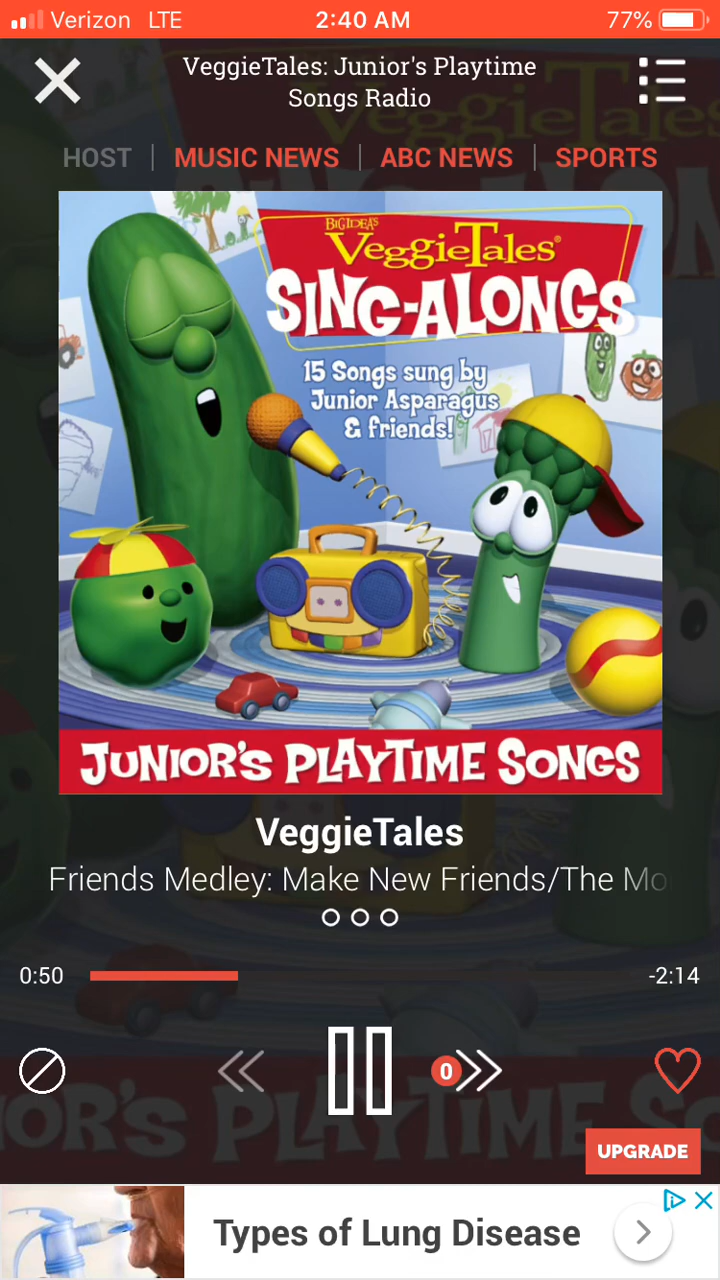 Verizon LTE 2:40 AM 77%
VeggieTales: Junior's Playtime
Songs Radio
HOST | MUSIC NEWS | ABC NEWS | SPORTS
BIG IDEA'S
VeggieTales®
SING-ALONGS
15 Songs sung by
Junior Asparagus
& friends!
JUNIOR'S PLAYTIME SONGS
VeggieTales
Friends Medley: Make New Friends/The Mo
0:50 -2:14
0
UPGRADE
Types of Lung Disease